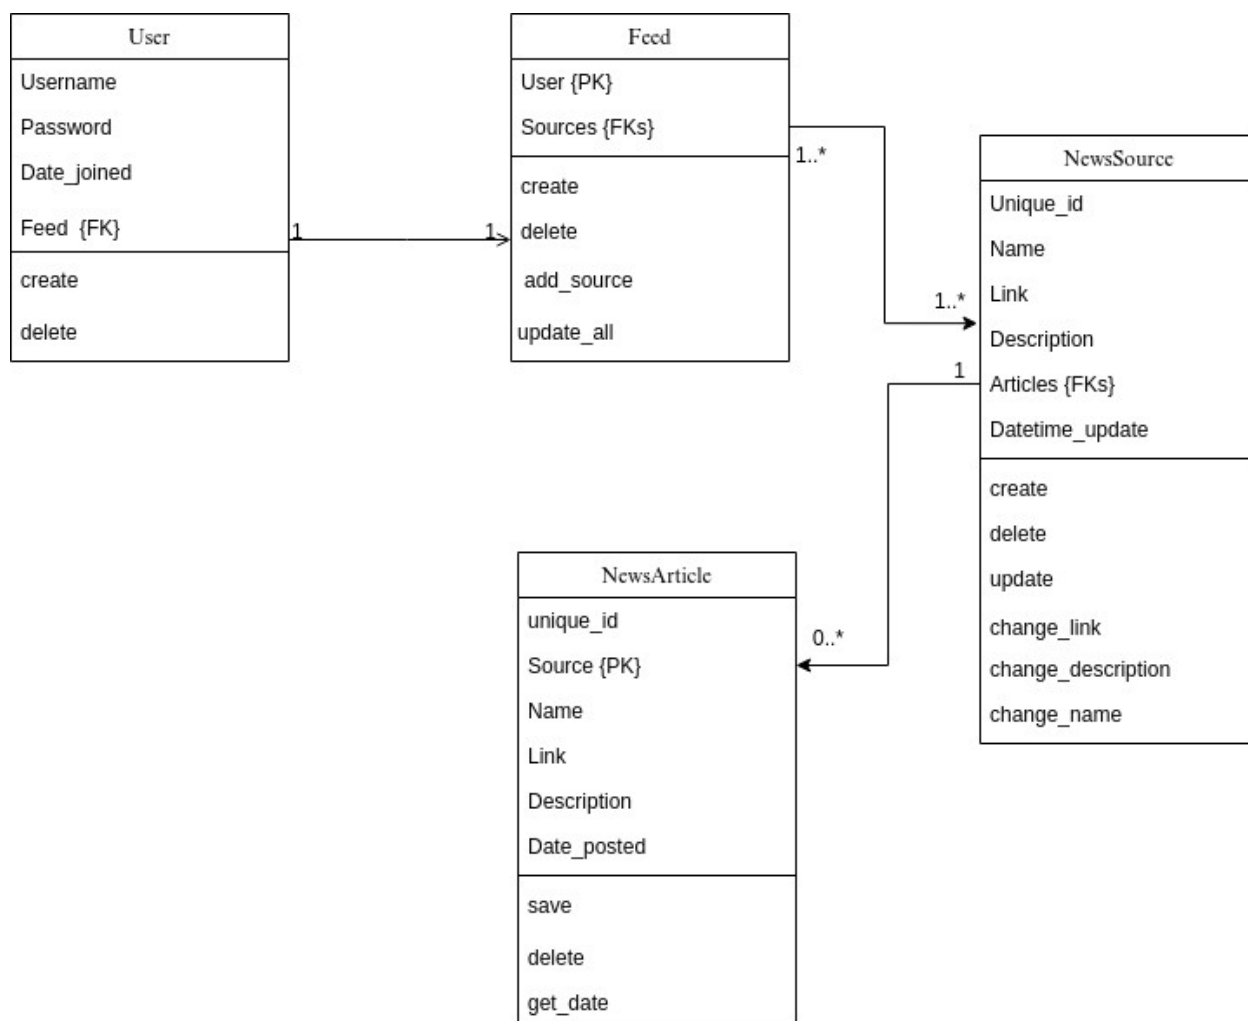 User
Username
Password
Date_joined
Feed {FK}
create
delete
1
1
Feed
User {PK}
Sources {FKs}
create
delete
add_source
update_all
1..*
1..*
NewsSource
Unique_id
Name
Link
Description
Articles {FKs}
Datetime_update
create
delete
update
change_link
change_description
change_name
1
0..*
NewsArticle
unique_id
Source {PK}
Name
Link
Description
Date_posted
save
delete
get_date